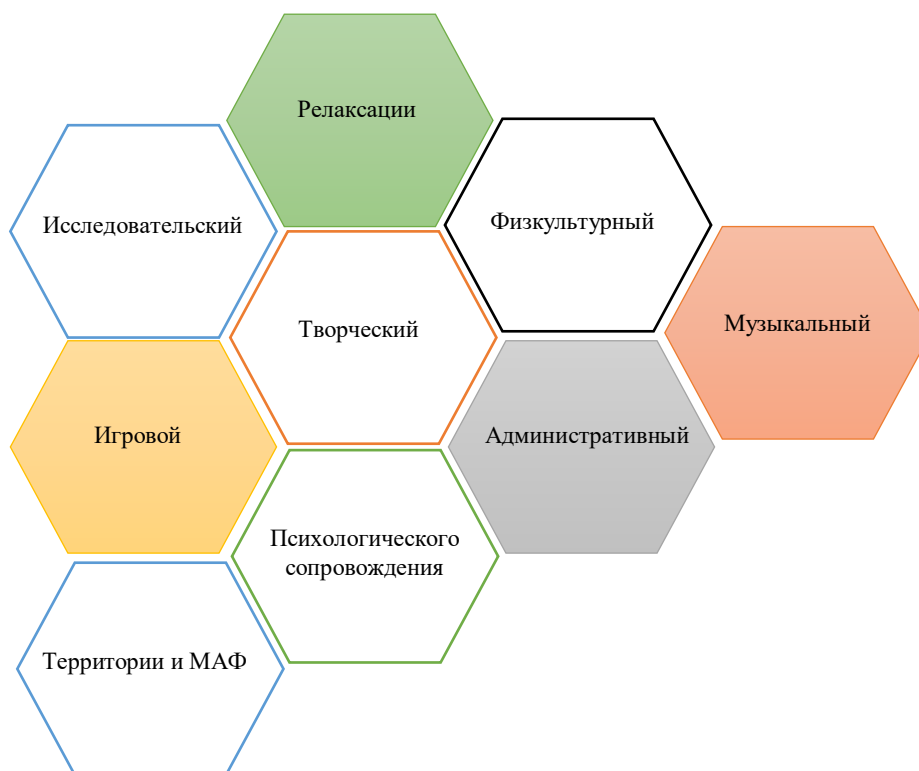 Релаксации
Исследовательский
Физкультурный
Творческий
Музыкальный
Игровой
Административный
Психологического
сопровождения
Территории и МАФ